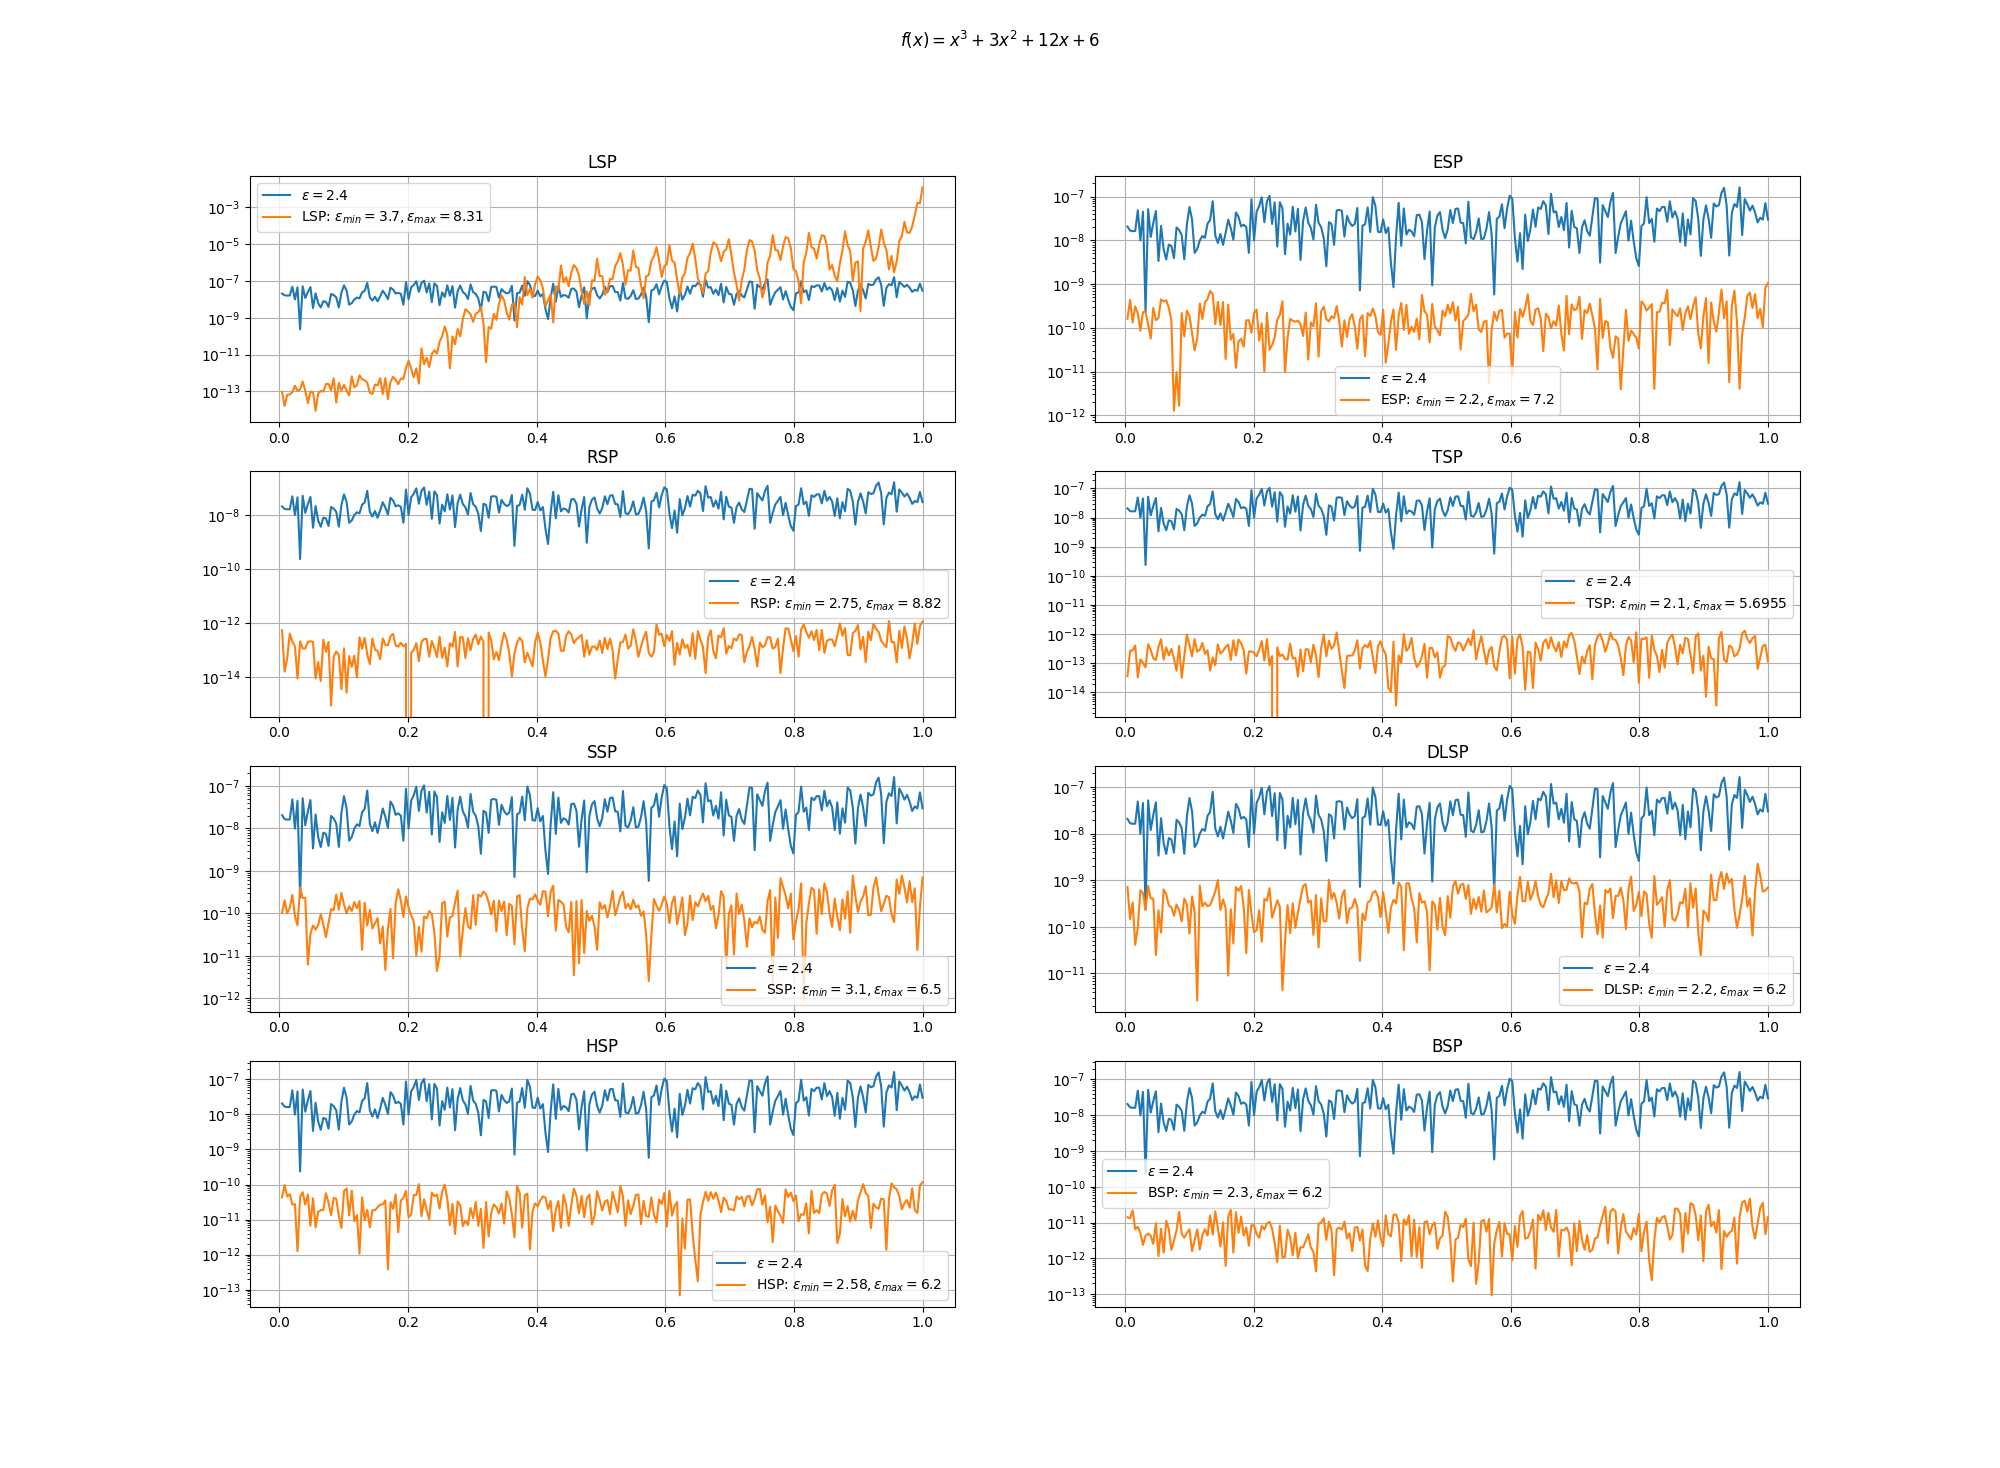 f(x) = x³ + 3x² + 12x + 6
LSP
ε = 2.4
LSP: ε_min = 3.7, ε_max = 8.31
10⁻³
10⁻⁵
10⁻⁷
10⁻⁹
10⁻¹¹
10⁻¹³
0.0 0.2 0.4 0.6 0.8 1.0
ESP
10⁻⁷
10⁻⁸
10⁻⁹
10⁻¹⁰
10⁻¹¹
10⁻¹²
ε = 2.4
ESP: ε_min = 2.2, ε_max = 7.2
0.0 0.2 0.4 0.6 0.8 1.0
RSP
10⁻⁸
10⁻¹⁰
10⁻¹²
10⁻¹⁴
ε = 2.4
RSP: ε_min = 2.75, ε_max = 8.82
0.0 0.2 0.4 0.6 0.8 1.0
TSP
10⁻⁷
10⁻⁸
10⁻⁹
10⁻¹⁰
10⁻¹¹
10⁻¹²
10⁻¹³
10⁻¹⁴
ε = 2.4
TSP: ε_min = 2.1, ε_max = 5.6955
0.0 0.2 0.4 0.6 0.8 1.0
SSP
10⁻⁷
10⁻⁸
10⁻⁹
10⁻¹⁰
10⁻¹¹
10⁻¹²
ε = 2.4
SSP: ε_min = 3.1, ε_max = 6.5
0.0 0.2 0.4 0.6 0.8 1.0
DLSP
10⁻⁷
10⁻⁸
10⁻⁹
10⁻¹⁰
10⁻¹¹
ε = 2.4
DLSP: ε_min = 2.2, ε_max = 6.2
0.0 0.2 0.4 0.6 0.8 1.0
HSP
10⁻⁷
10⁻⁸
10⁻⁹
10⁻¹⁰
10⁻¹¹
10⁻¹²
10⁻¹³
ε = 2.4
HSP: ε_min = 2.58, ε_max = 6.2
0.0 0.2 0.4 0.6 0.8 1.0
BSP
10⁻⁷
10⁻⁸
10⁻⁹
10⁻¹⁰
10⁻¹¹
10⁻¹²
10⁻¹³
ε = 2.4
BSP: ε_min = 2.3, ε_max = 6.2
0.0 0.2 0.4 0.6 0.8 1.0